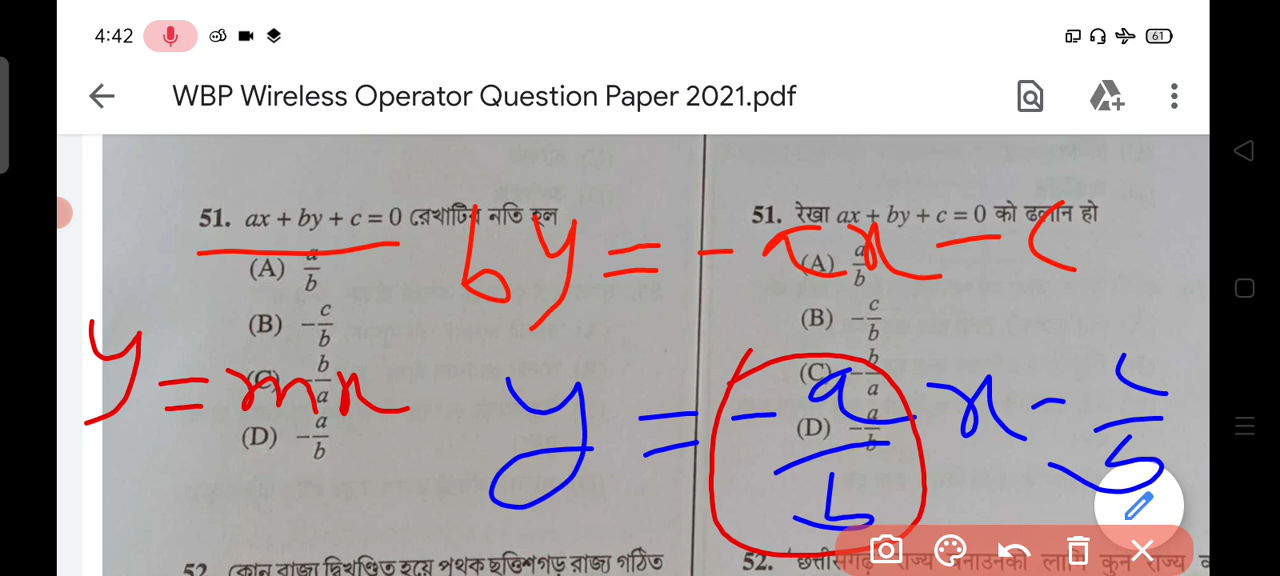 4:42
61
WBP Wireless Operator Question Paper 2021.pdf
51. ax + by + c = 0 রেখাটির নতি হল
(A) a/b
(B) -c/b
(C) -b/a
(D) -a/b
51. रेखा ax + by + c = 0 को ढलान हो
(A) a/b
(B) -c/b
(C) -b/a
(D) -a/b
by = - ax - c
y = mx
y = - a/b x - c/b
52. কোন রাজ্য দ্বিখণ্ডিত হয়ে পৃথক ছত্তিশগড় রাজ্য গঠিত
52. छत्तीसगढ़ राज्य बनाउनको लागि कुन राज्य